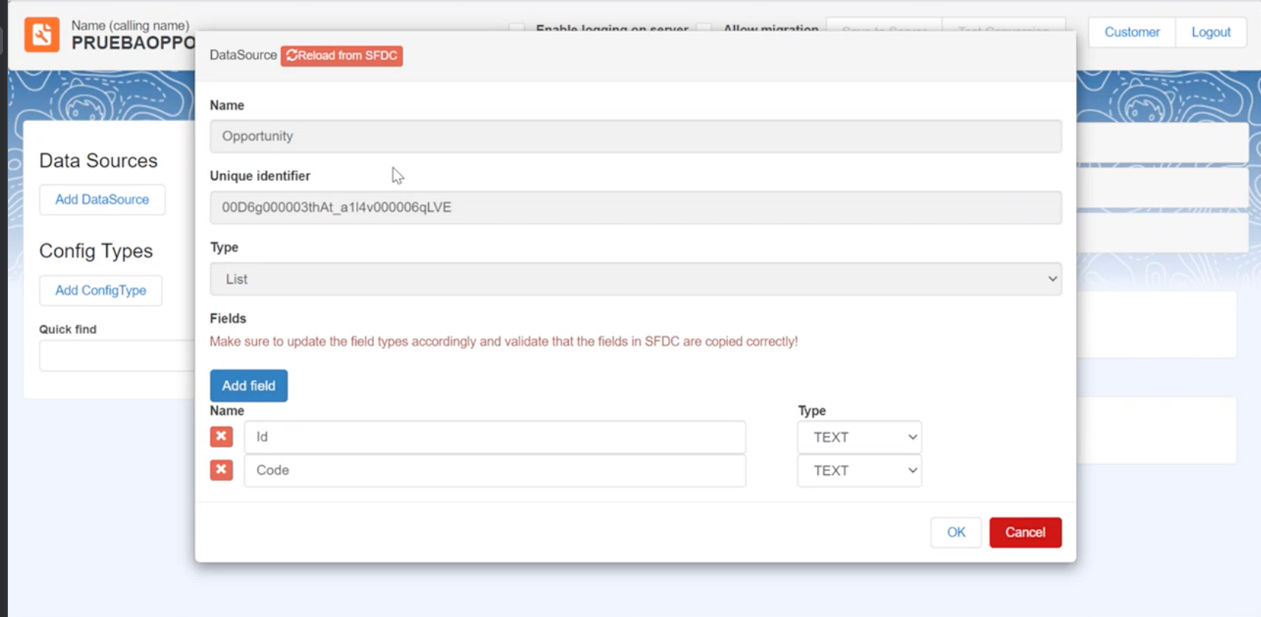 Name (calling name)
PRUEBAOPPO
Enable logging on server
Allow migration
Customer
Logout
DataSource
Reload from SFDC
Name
Opportunity
Unique identifier
00D6g000003thAt_a1l4v000006qLVE
Type
List
Fields
Make sure to update the field types accordingly and validate that the fields in SFDC are copied correctly!
Add field
Name
Type
Id
TEXT
Code
TEXT
OK
Cancel
Data Sources
Add DataSource
Config Types
Add ConfigType
Quick find